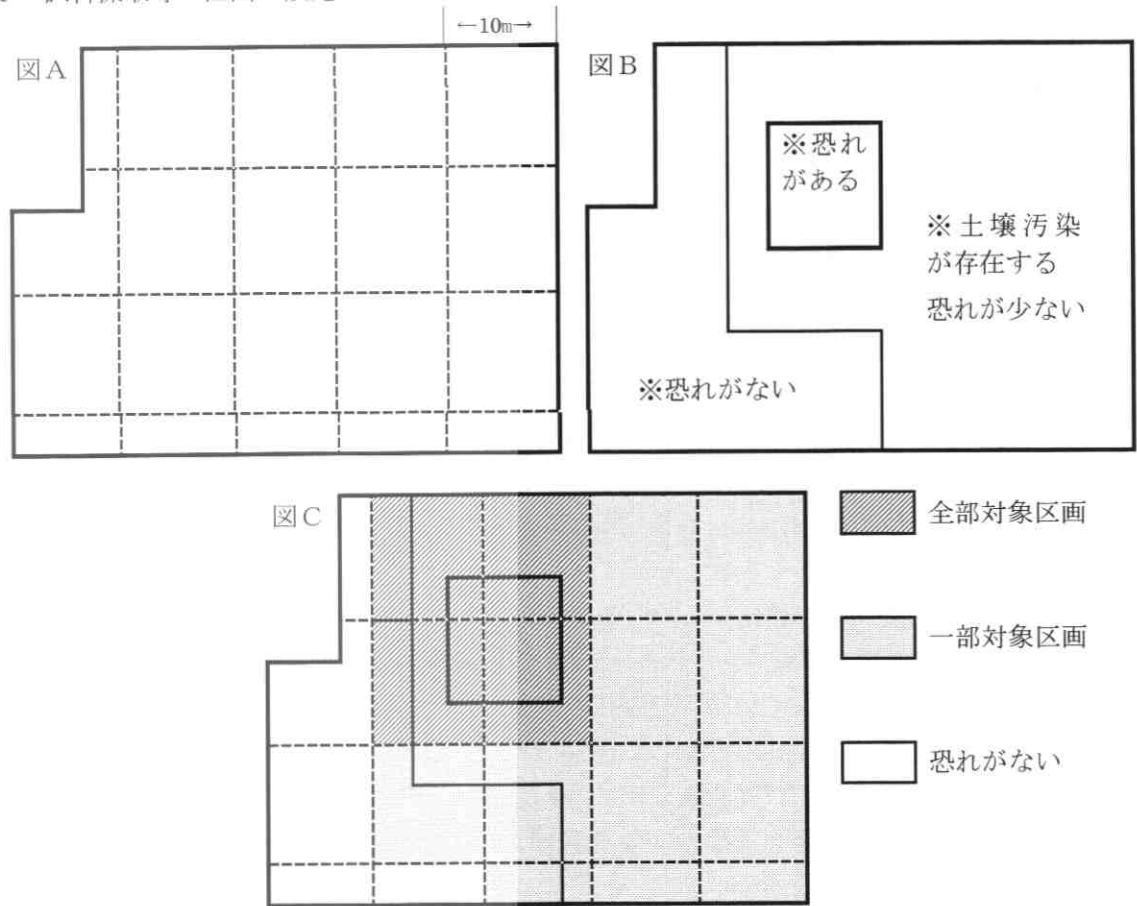 ←10m→
図A
図B
※恐れ
がある
※土壌汚染
が存在する
恐れが少ない
※恐れがない
図C
全部対象区画
一部対象区画
恐れがない